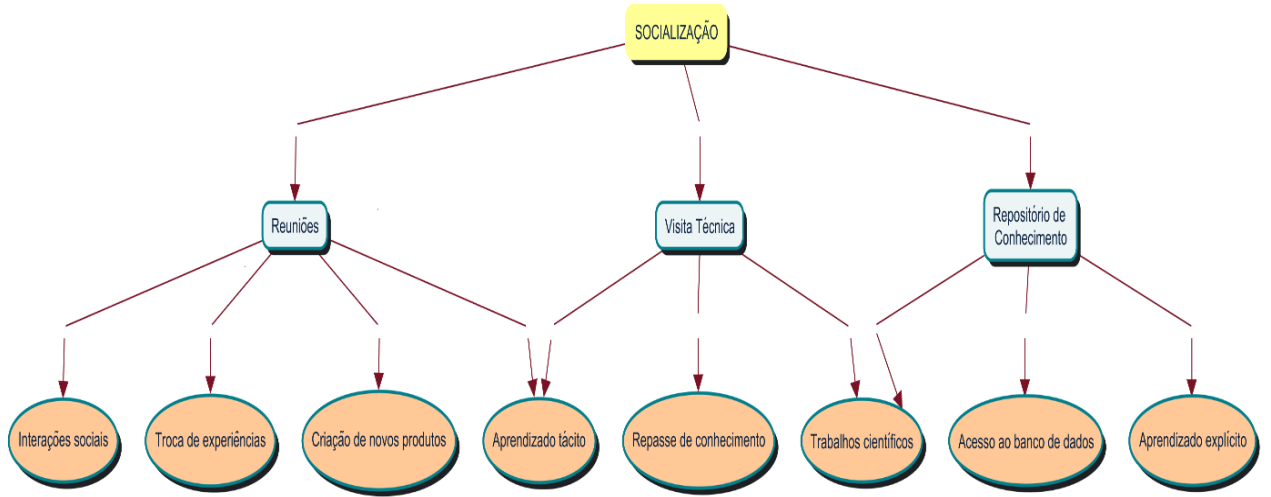 SOCIALIZAÇÃO
Reuniões
Visita Técnica
Repositório de
Conhecimento
Interações sociais
Troca de experiências
Criação de novos produtos
Aprendizado tácito
Repasse de conhecimento
Trabalhos científicos
Acesso ao banco de dados
Aprendizado explícito